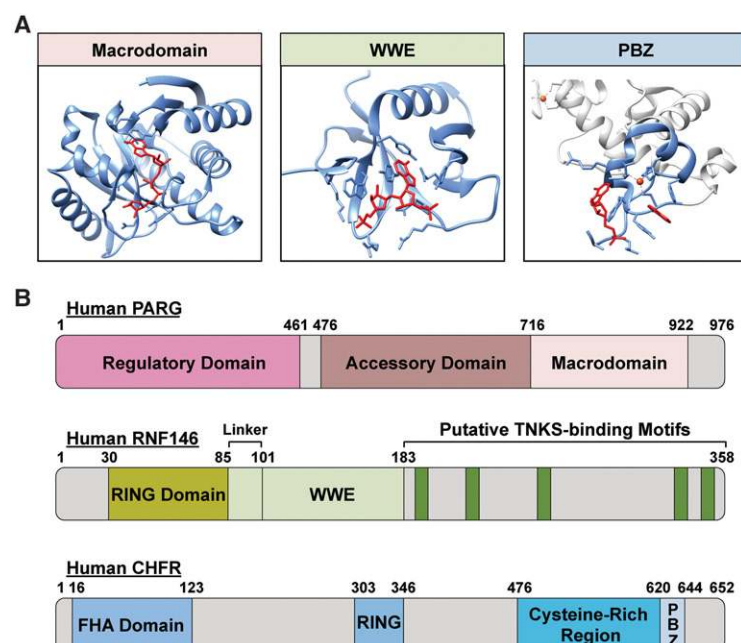 A
Macrodomain
WWE
PBZ
B
Human PARG
1 461 476 716 922 976
Regulatory Domain Accessory Domain Macrodomain
Human RNF146 Linker Putative TNKS-binding Motifs
1 30 85 101 183 358
RING Domain WWE
Human CHFR
1 16 123 303 346 476 620 644 652
FHA Domain RING Cysteine-Rich Region P B Z